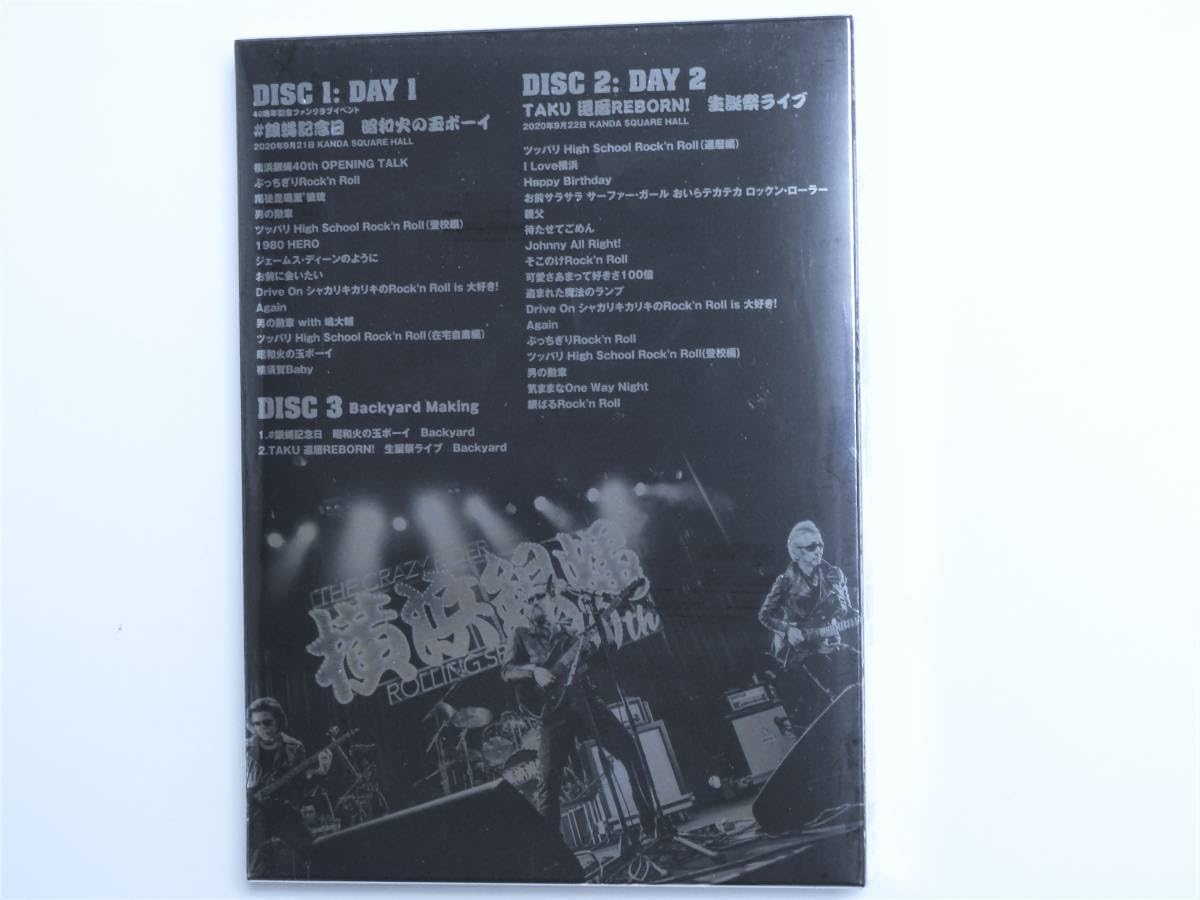 DISC 1: DAY 1
40周年記念ファンクラブイベント
#銀蝿記念日 昭和火の玉ボーイ
2020年9月21日 KANDA SQUARE HALL
横浜銀蝿40th OPENING TALK
ぶっちぎりRock'n Roll
男の勲章
ツッパリ High School Rock'n Roll(登校編)
1980 HERO
ジェームス・ディーンのように
お前に会いたい
Drive On シャカリキカリキのRock'n Roll is 大好き!
Again
男の勲章 with 嶋大輔
ツッパリ High School Rock'n Roll(在宅自粛編)
昭和火の玉ボーイ
横須賀Baby
DISC 2: DAY 2
TAKU 還暦REBORN! 生誕祭ライブ
2020年9月22日 KANDA SQUARE HALL
ツッパリ High School Rock'n Roll(還暦編)
I Love横浜
Happy Birthday
お前サラサラ サーファー・ガール おいらテカテカ ロックン・ローラー
親父
待たせてごめん
Johnny All Right!
そこのけRock'n Roll
可愛さあまって好きさ100倍
盗まれた魔法のランプ
Drive On シャカリキカリキのRock'n Roll is 大好き!
Again
ぶっちぎりRock'n Roll
ツッパリ High School Rock'n Roll(登校編)
男の勲章
気ままなOne Way Night
銀ばるRock'n Roll
DISC 3 Backyard Making
1.#銀蝿記念日 昭和火の玉ボーイ Backyard
2.TAKU 還暦REBORN! 生誕祭ライブ Backyard
THE CRAZY RIDER
横浜銀蝿
ROLLING SP
th